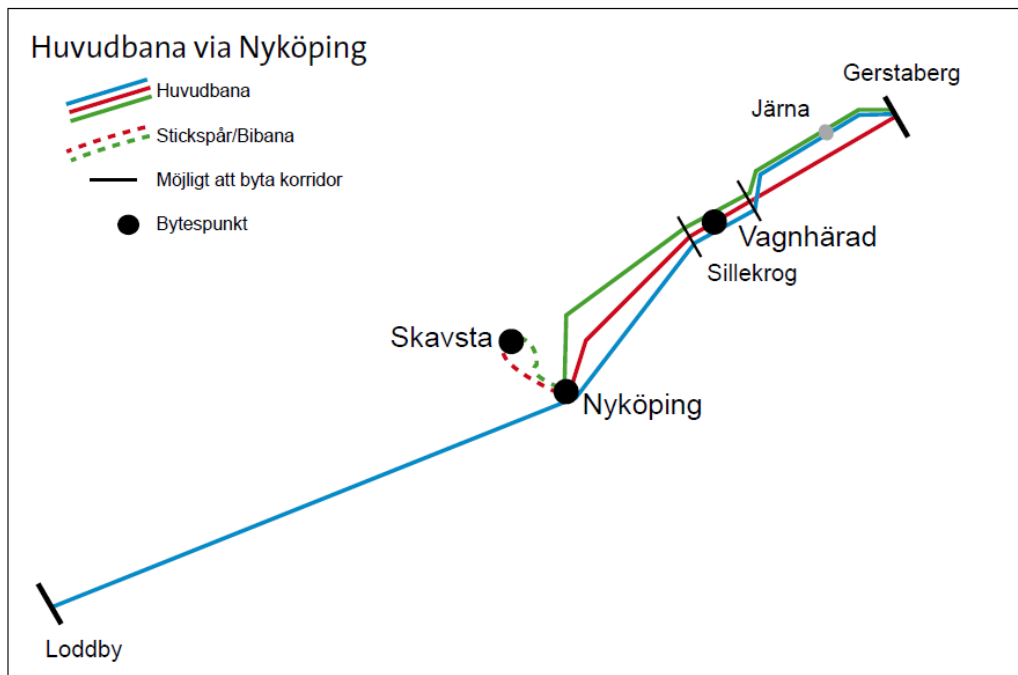 Huvudbana via Nyköping
Huvudbana
Stickspår/Bibana
Möjligt att byta korridor
Bytespunkt
Gerstaberg
Järna
Vagnhärad
Sillekrog
Skavsta
Nyköping
Loddby